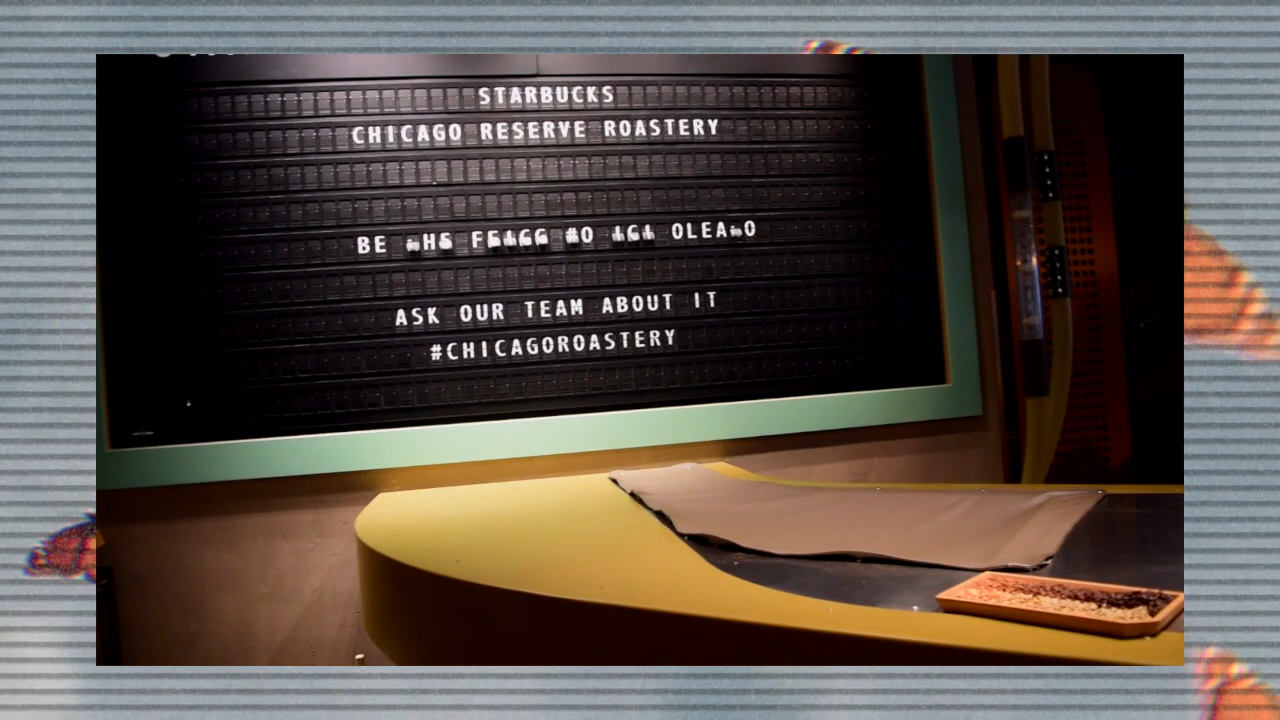 STARBUCKS
CHICAGO RESERVE ROASTERY
BE
ASK OUR TEAM ABOUT IT
#CHICAGOROASTERY